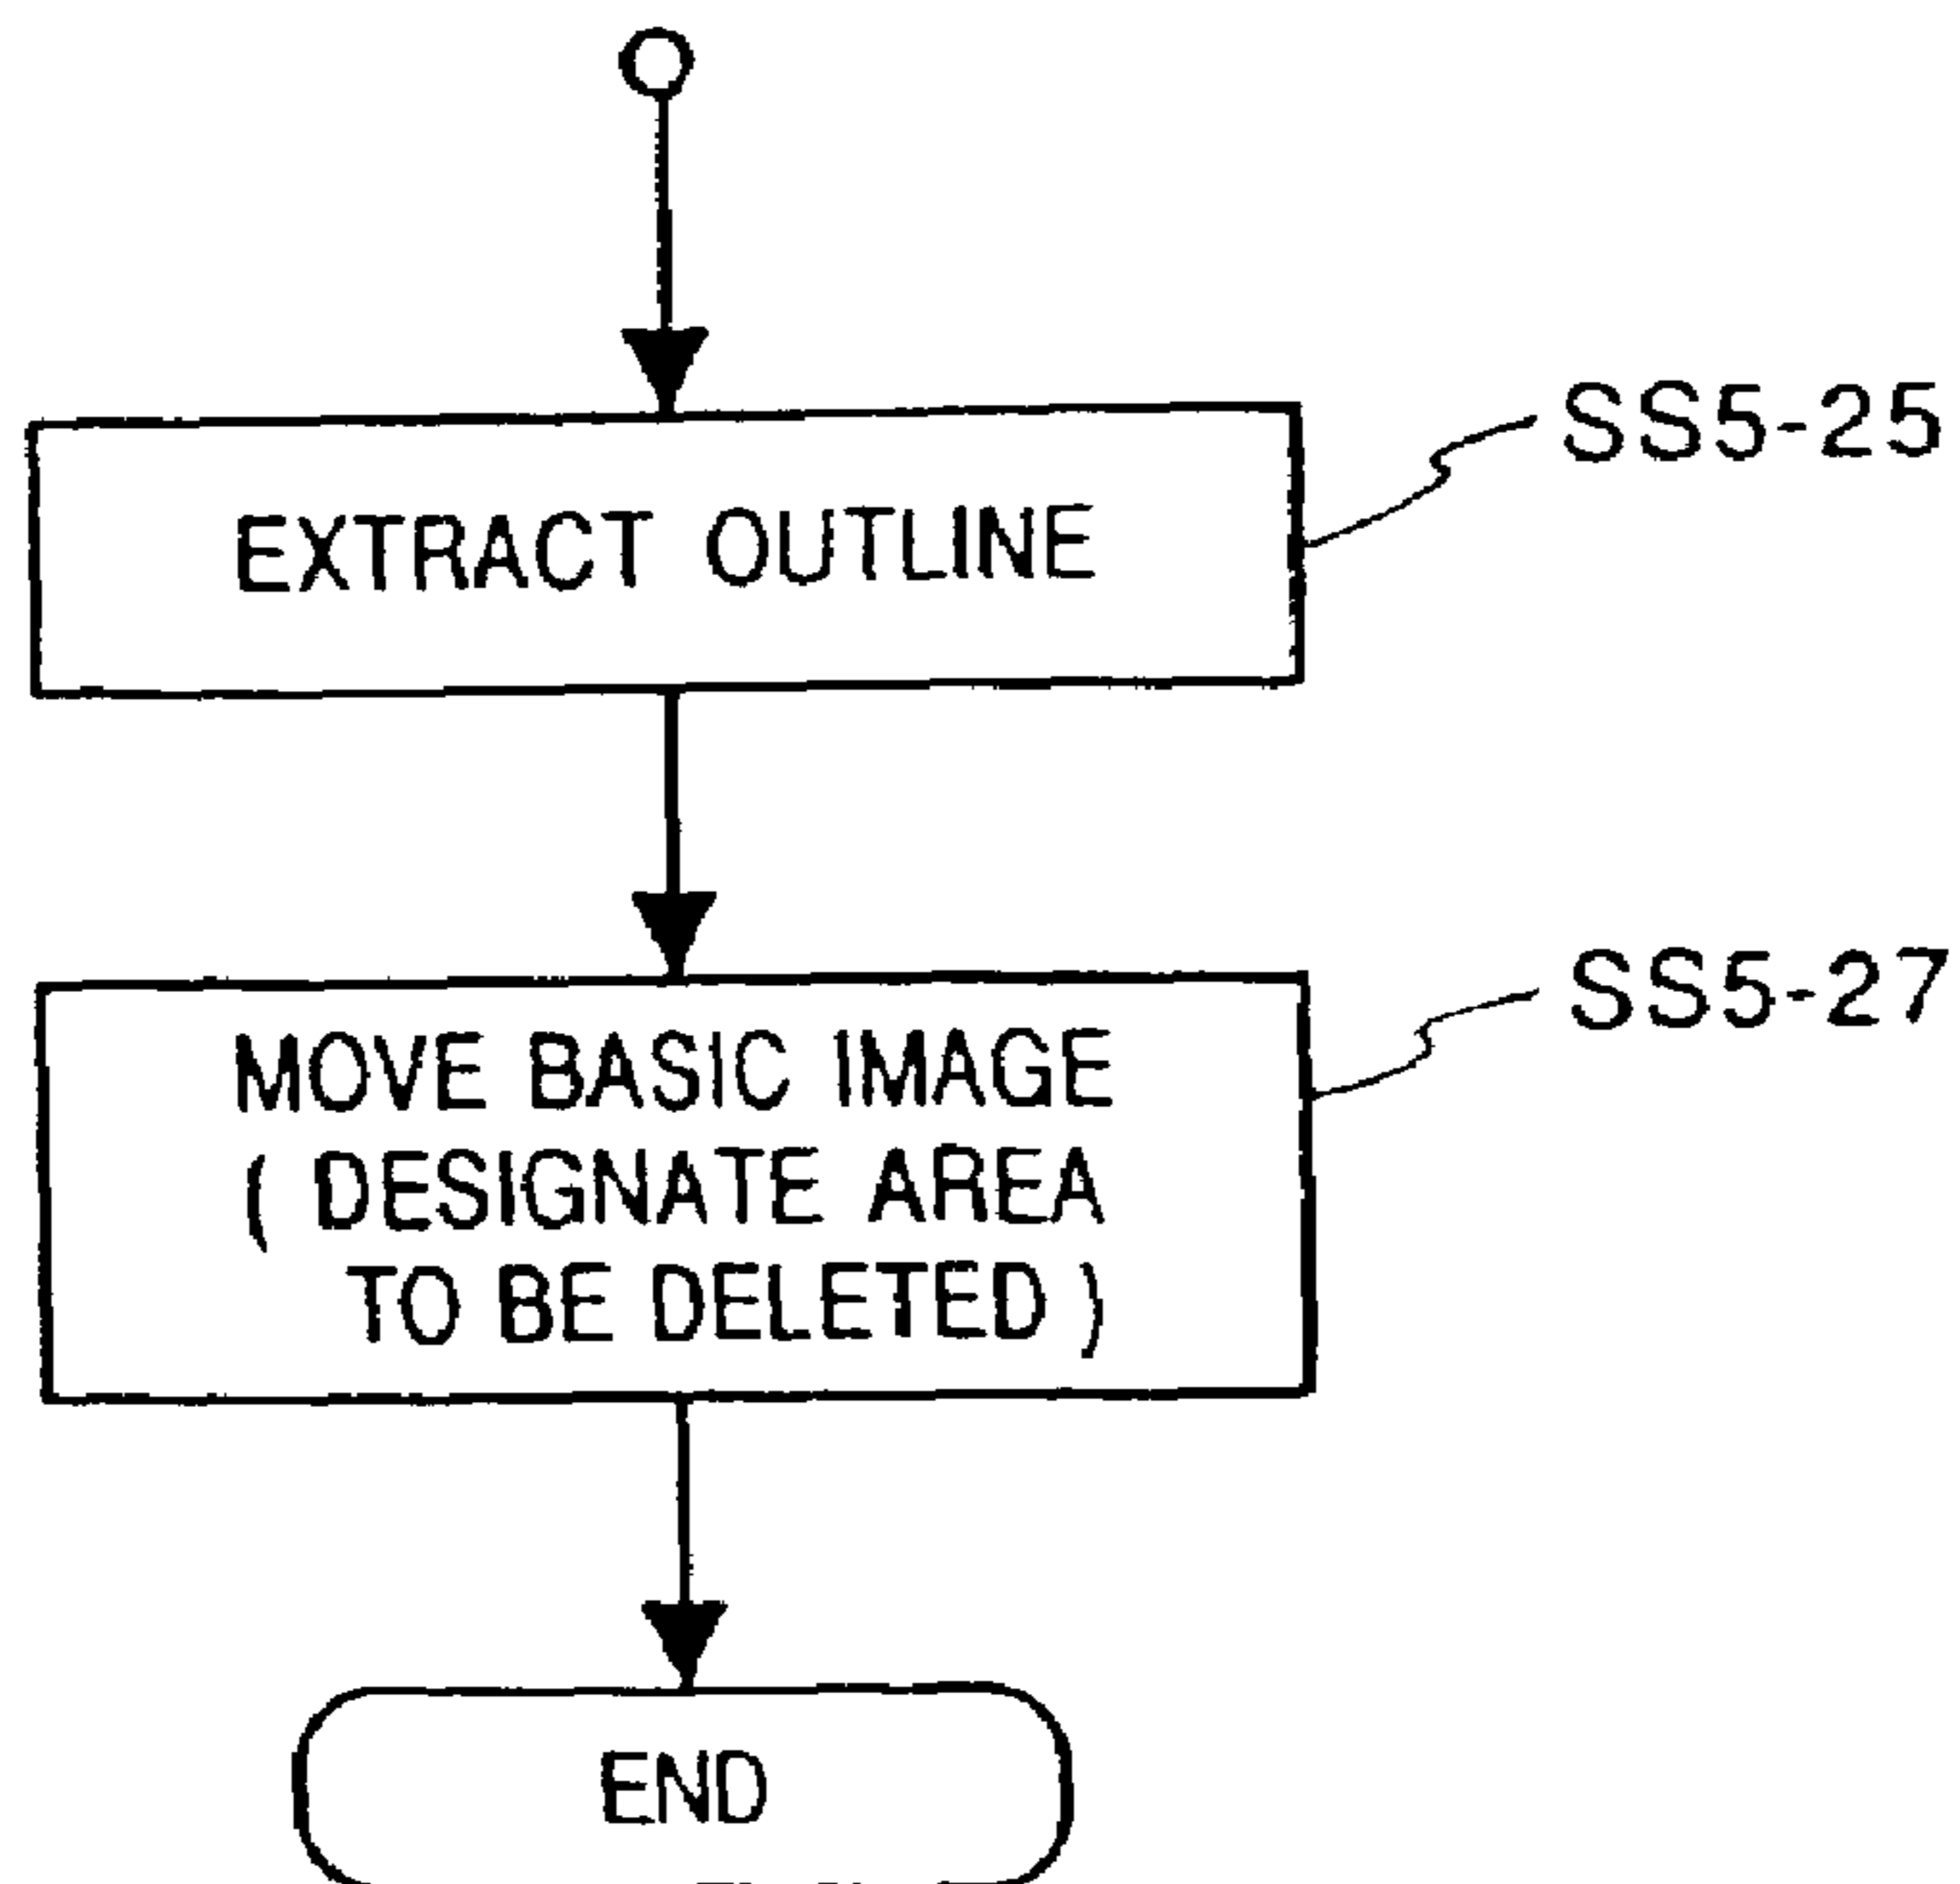 SS5-25
EXTRACT OUTLINE
SS5-27
MOVE BASIC IMAGE
( DESIGNATE AREA
TO BE DELETED )
END